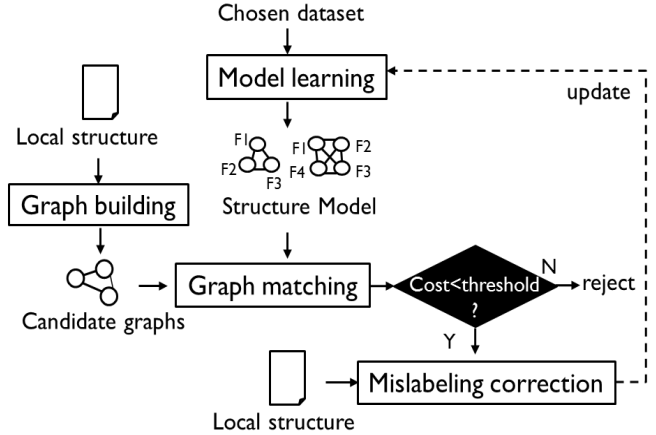 Chosen dataset
Model learning
update
Local structure
F1
F2
F3
F1
F2
F4
F3
Structure Model
Graph building
Candidate graphs
Graph matching
Cost<threshold
?
N
reject
Y
Mislabeling correction
Local structure